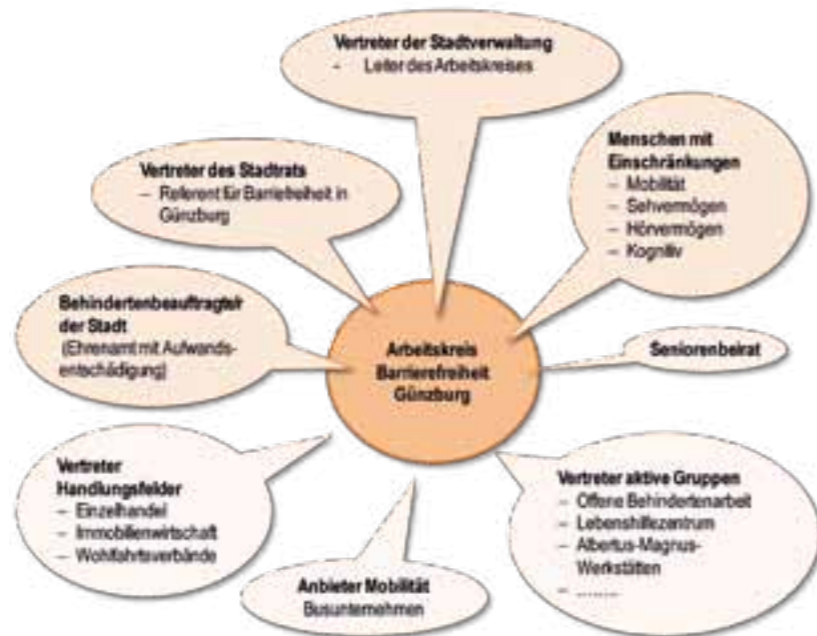 Vertreter der Stadtverwaltung
- Leiter des Arbeitskreises
Vertreter des Stadtrats
– Referent für Barriefreiheit in
Günzburg
Menschen mit
Einschränkungen
– Mobilität
– Sehvermögen
– Hörvermögen
– Kognitiv
Behindertenbeauftragte/r
der Stadt
(Ehrenamt mit Aufwands-
entschädigung)
Arbeitskreis
Barrierefreiheit
Günzburg
Seniorenbeirat
Vertreter
Handlungsfelder
– Einzelhandel
– Immobilienwirtschaft
– Wohlfahrtsverbände
Anbieter Mobilität
Busunternehmen
Vertreter aktive Gruppen
– Offene Behindertenarbeit
– Lebenshilfezentrum
– Albertus-Magnus-
Werkstätten
– ........